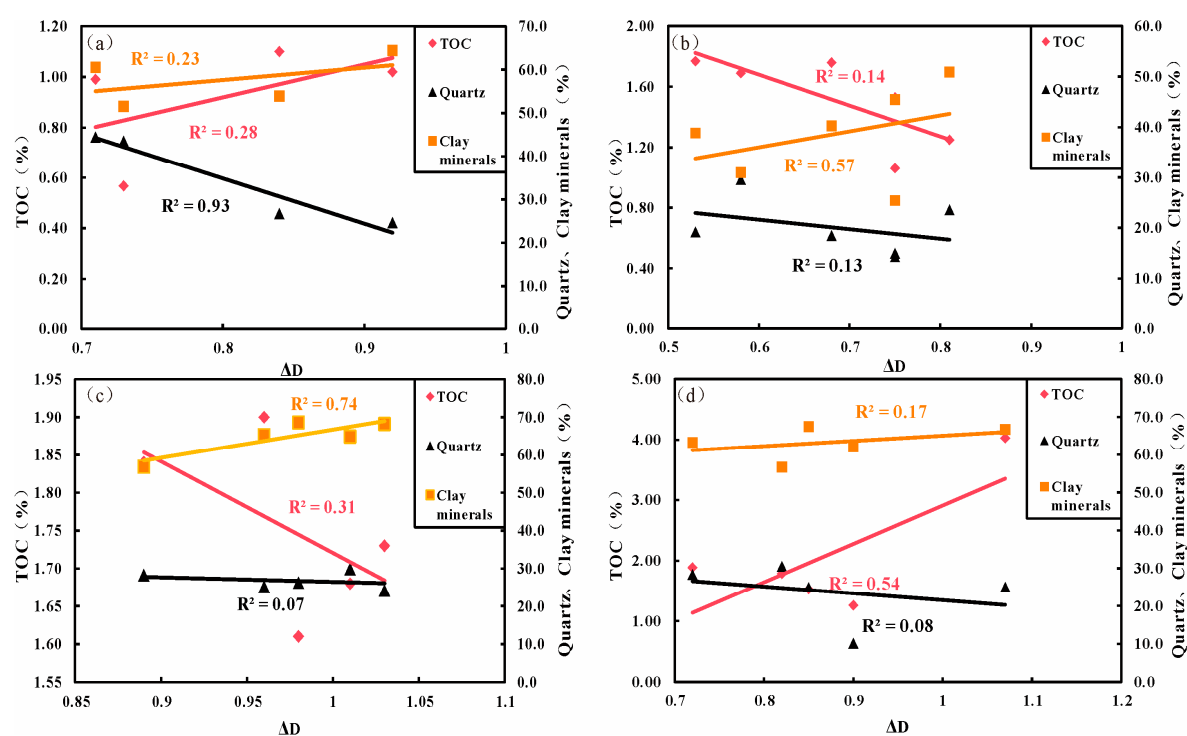 (a)
TOC (%)
1.20
1.00
0.80
0.60
0.40
0.20
0.00
0.7
0.8
0.9
1
ΔD
70.0
60.0
50.0
40.0
30.0
20.0
10.0
0.0
Quartz、Clay minerals (%)
R² = 0.23
R² = 0.28
R² = 0.93
TOC
Quartz
Clay
minerals
(b)
TOC (%)
2.00
1.60
1.20
0.80
0.40
0.00
0.5
0.6
0.7
0.8
0.9
1
ΔD
60.0
50.0
40.0
30.0
20.0
10.0
0.0
Quartz、Clay minerals (%)
R² = 0.14
R² = 0.57
R² = 0.13
TOC
Quartz
Clay
minerals
(c)
TOC (%)
1.95
1.90
1.85
1.80
1.75
1.70
1.65
1.60
1.55
0.85
0.9
0.95
1
1.05
1.1
ΔD
80.0
70.0
60.0
50.0
40.0
30.0
20.0
10.0
0.0
Quartz、Clay minerals (%)
R² = 0.74
R² = 0.31
R² = 0.07
TOC
Quartz
Clay
minerals
(d)
TOC (%)
5.00
4.00
3.00
2.00
1.00
0.00
0.7
0.8
0.9
1
1.1
1.2
ΔD
80.0
70.0
60.0
50.0
40.0
30.0
20.0
10.0
0.0
Quartz、Clay minerals (%)
R² = 0.17
R² = 0.54
R² = 0.08
TOC
Quartz
Clay
minerals